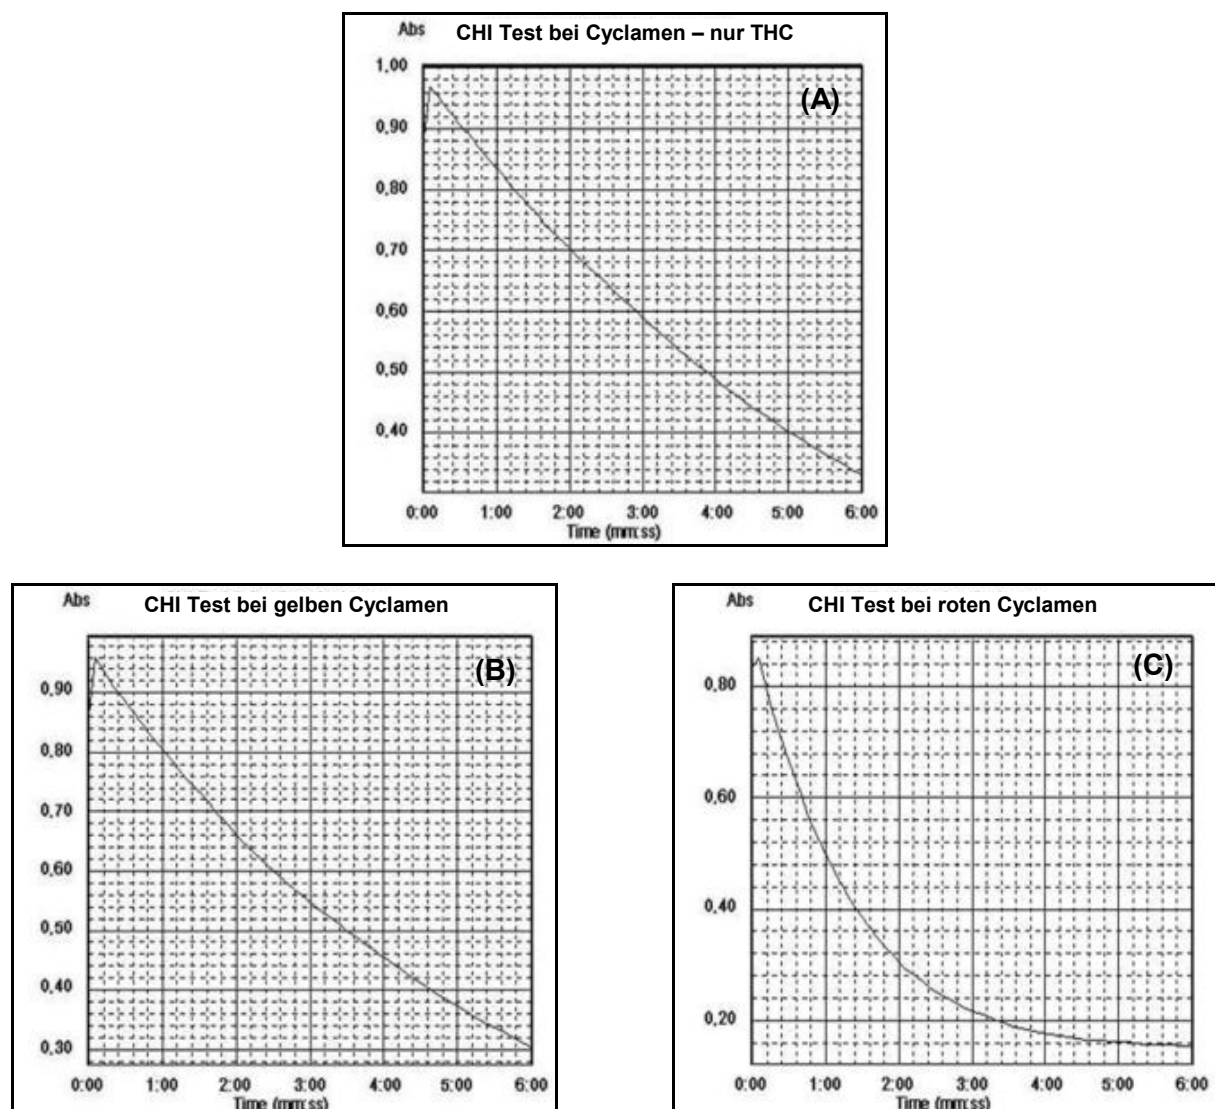 Abs CHI Test bei Cyclamen – nur THC
1,00
(A)
0,90
0,80
0,70
0,60
0,50
0,40
0:00 1:00 2:00 3:00 4:00 5:00 6:00
Time (mm:ss)
Abs CHI Test bei gelben Cyclamen
(B)
0,90
0,80
0,70
0,60
0,50
0,40
0,30
0:00 1:00 2:00 3:00 4:00 5:00 6:00
Time (mm:ss)
Abs CHI Test bei roten Cyclamen
(C)
0,80
0,60
0,40
0,20
0:00 1:00 2:00 3:00 4:00 5:00 6:00
Time (mm:ss)